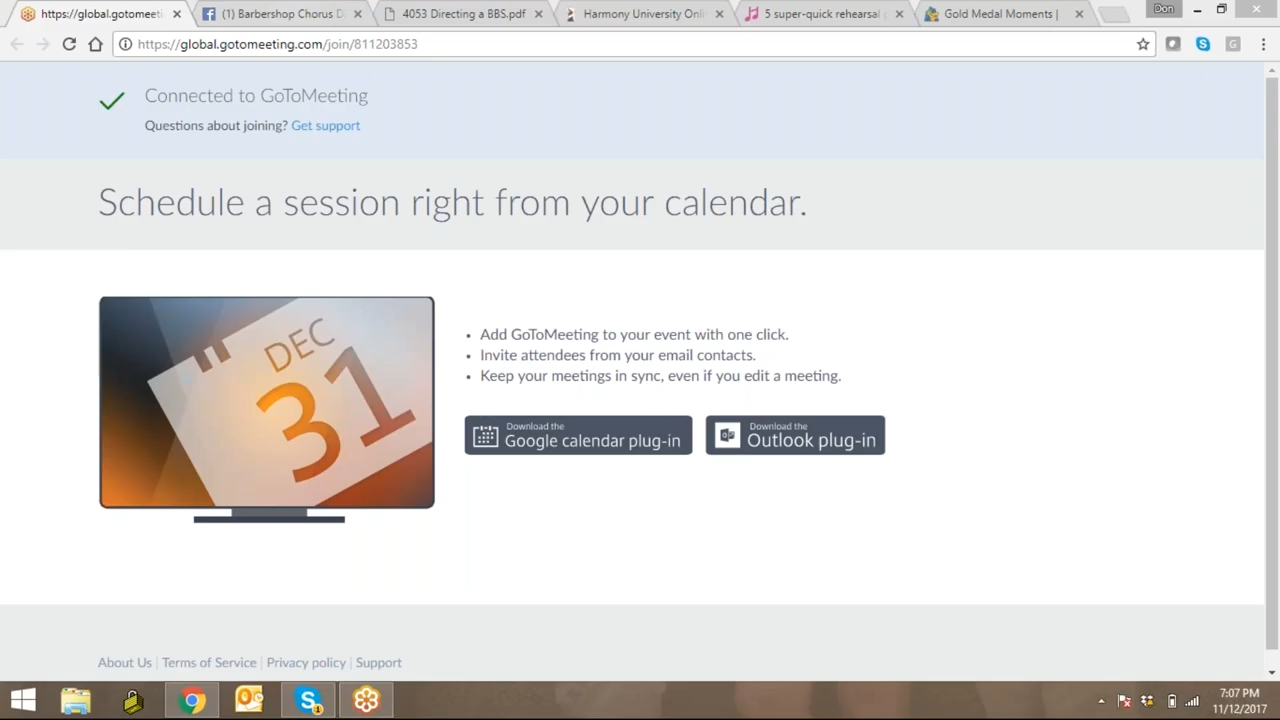 https://global.gotomeeti
(1) Barbershop Chorus D
4053 Directing a BBS.pdf
Harmony University Onli
5 super-quick rehearsal
Gold Medal Moments |
Don
https://global.gotomeeting.com/join/811203853
Connected to GoToMeeting
Questions about joining? Get support
Schedule a session right from your calendar.
DEC
31
• Add GoToMeeting to your event with one click.
• Invite attendees from your email contacts.
• Keep your meetings in sync, even if you edit a meeting.
Download the
Google calendar plug-in
Download the
Outlook plug-in
About Us | Terms of Service | Privacy policy | Support
7:07 PM
11/12/2017